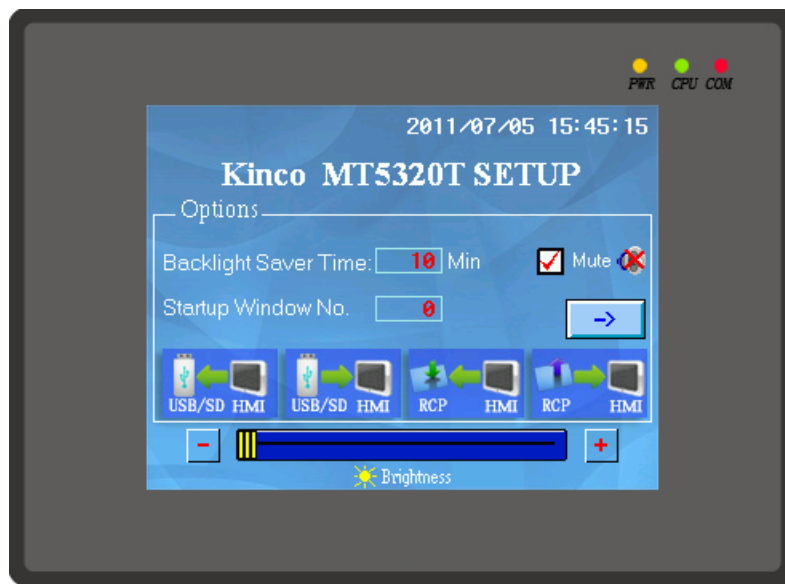 PWR CPU COM
2011/07/05 15:45:15
Kinco MT5320T SETUP
Options
Backlight Saver Time: 10 Min Mute
Startup Window No. 0 ->
USB/SD HMI USB/SD HMI RCP HMI RCP HMI
- +
Brightness